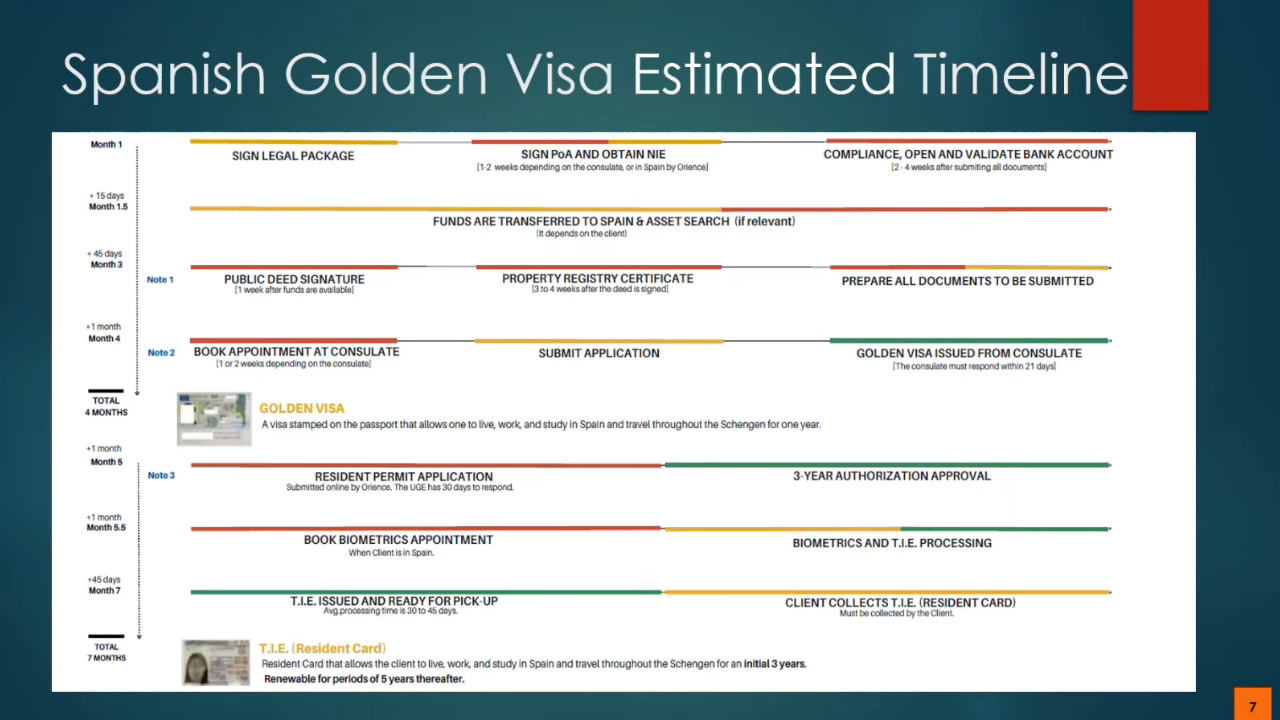 Spanish Golden Visa Estimated Timeline
Month 1
SIGN LEGAL PACKAGE
SIGN PoA AND OBTAIN NIE
[1-2 weeks depending on the consulate, or in Spain by Orience]
COMPLIANCE, OPEN AND VALIDATE BANK ACCOUNT
[2 - 4 weeks after submiting all documents]
+ 15 days
Month 1.5
FUNDS ARE TRANSFERRED TO SPAIN & ASSET SEARCH (if relevant)
(It depends on the client)
+ 45 days
Month 3
Note 1
PUBLIC DEED SIGNATURE
[1 week after funds are available]
PROPERTY REGISTRY CERTIFICATE
[3 to 4 weeks after the deed is signed]
PREPARE ALL DOCUMENTS TO BE SUBMITTED
+1 month
Month 4
Note 2
BOOK APPOINTMENT AT CONSULATE
[1 or 2 weeks depending on the consulate]
SUBMIT APPLICATION
GOLDEN VISA ISSUED FROM CONSULATE
[The consulate must respond within 21 days]
TOTAL
4 MONTHS
GOLDEN VISA
A visa stamped on the passport that allows one to live, work, and study in Spain and travel throughout the Schengen for one year.
+1 month
Month 5
Note 3
RESIDENT PERMIT APPLICATION
Submitted online by Orience. The UGE has 30 days to respond.
3-YEAR AUTHORIZATION APPROVAL
+1 month
Month 5.5
BOOK BIOMETRICS APPOINTMENT
When Client is in Spain.
BIOMETRICS AND T.I.E. PROCESSING
+45 days
Month 7
T.I.E. ISSUED AND READY FOR PICK-UP
Avg.processing time is 30 to 45 days.
CLIENT COLLECTS T.I.E. (RESIDENT CARD)
Must be collected by the Client.
TOTAL
7 MONTHS
T.I.E. (Resident Card)
Resident Card that allows the client to live, work, and study in Spain and travel throughout the Schengen for an initial 3 years.
Renewable for periods of 5 years thereafter.
7